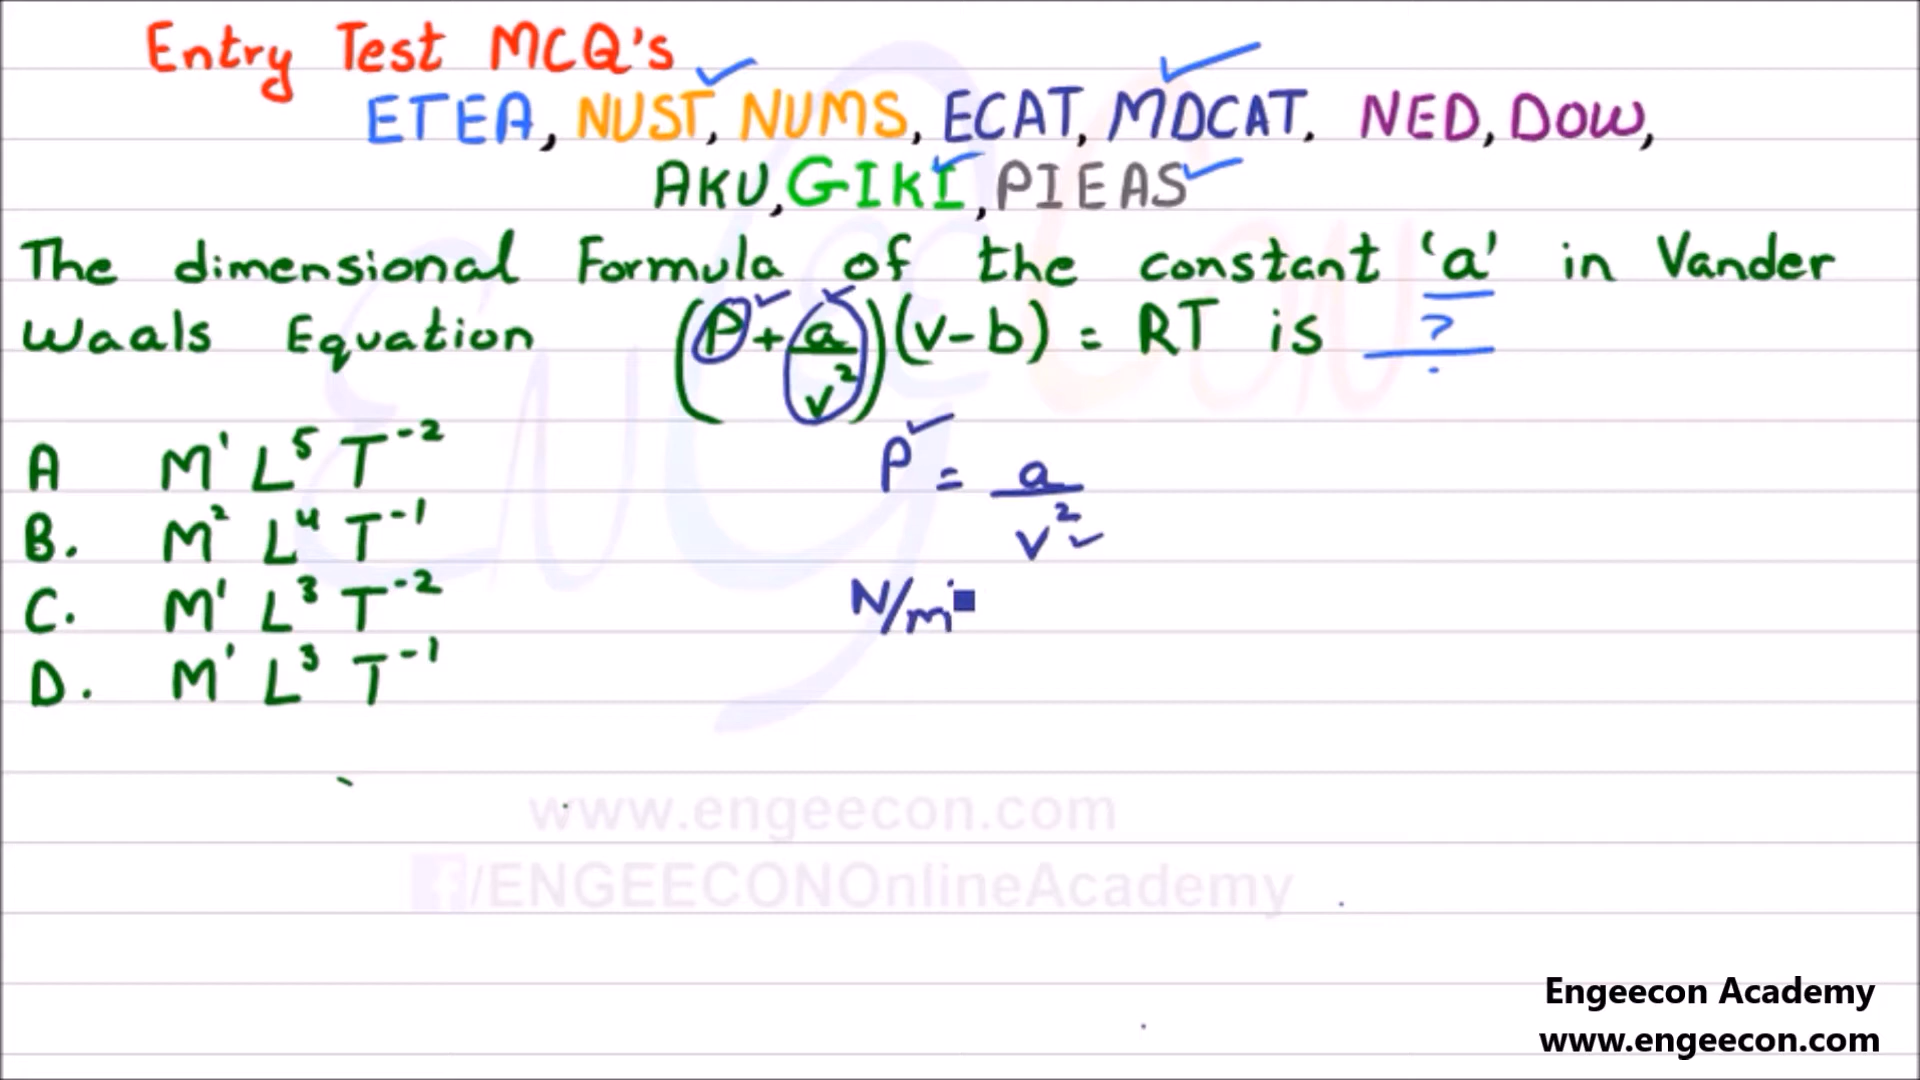 Entry Test MCQ's
ETEA, NUST, NUMS, ECAT, MDCAT, NED, DOW,
AKU, GIKI, PIEAS
The dimensional Formula of the constant 'a' in Vander
Waals Equation (P + a/v²)(v-b) = RT is ?
A M¹ L⁵ T⁻²
B. M² L⁴ T⁻¹
C. M¹ L³ T⁻²
D. M¹ L³ T⁻¹
P = a/v²
N/m
EnGeeCon
www.engeecon.com
f/ENGEECONOnlineAcademy
Engeecon Academy
www.engeecon.com